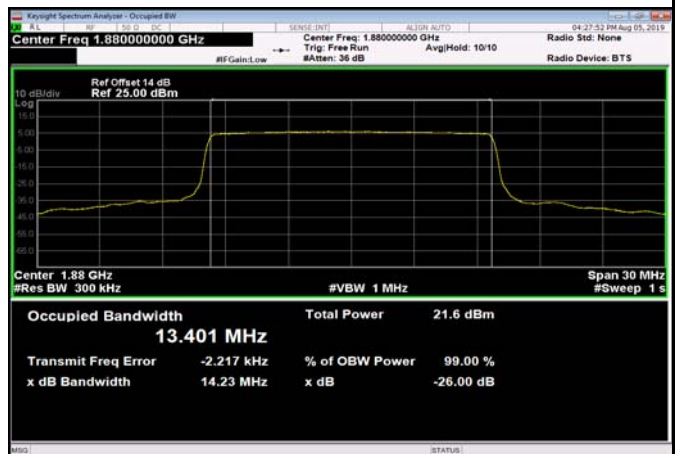 Keysight Spectrum Analyzer - Occupied BW
RL RF 50 Ω DC SENSE:INT ALIGN AUTO 04:27:52 PM Aug 05, 2019
Center Freq 1.880000000 GHz Center Freq: 1.880000000 GHz Radio Std: None
Trig: Free Run Avg|Hold: 10/10
#IFGain:Low #Atten: 36 dB Radio Device: BTS
Ref Offset 14 dB
10 dB/div Ref 25.00 dBm
Log
15.0
5.00
-5.00
-15.0
-25.0
-35.0
-45.0
-55.0
-65.0
Center 1.88 GHz Span 30 MHz
#Res BW 300 kHz #VBW 1 MHz #Sweep 1 s
Occupied Bandwidth Total Power 21.6 dBm
13.401 MHz
Transmit Freq Error -2.217 kHz % of OBW Power 99.00 %
x dB Bandwidth 14.23 MHz x dB -26.00 dB
MSG STATUS